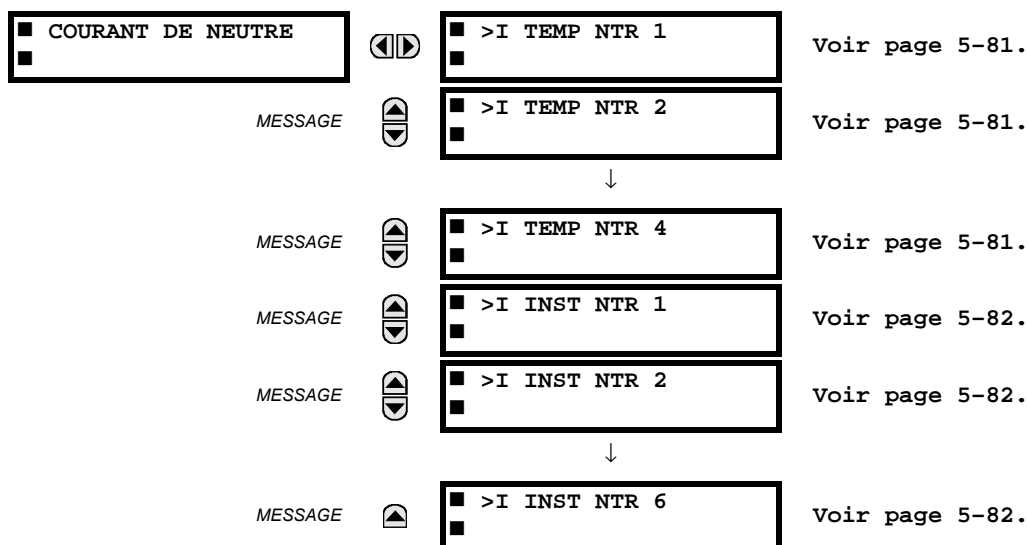 ■ COURANT DE NEUTRE
■
■ >I TEMP NTR 1
■
Voir page 5-81.
MESSAGE
■ >I TEMP NTR 2
■
Voir page 5-81.
↓
MESSAGE
■ >I TEMP NTR 4
■
Voir page 5-81.
MESSAGE
■ >I INST NTR 1
■
Voir page 5-82.
MESSAGE
■ >I INST NTR 2
■
Voir page 5-82.
↓
MESSAGE
■ >I INST NTR 6
■
Voir page 5-82.